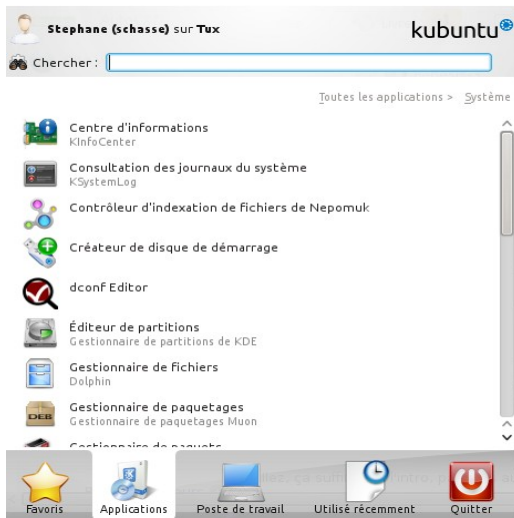 Stephane (schasse) sur Tux
kubuntu
Chercher :
Toutes les applications > Système
Centre d'informations
KInfoCenter
Consultation des journaux du système
KSystemLog
Contrôleur d'indexation de fichiers de Nepomuk
Créateur de disque de démarrage
dconf Editor
Éditeur de partitions
Gestionnaire de partitions de KDE
Gestionnaire de fichiers
Dolphin
DEB
Gestionnaire de paquetages
Gestionnaire de paquetages Muon
Gestionnaire de paquets
Favoris
Applications
Poste de travail
Utilisé récemment
Quitter